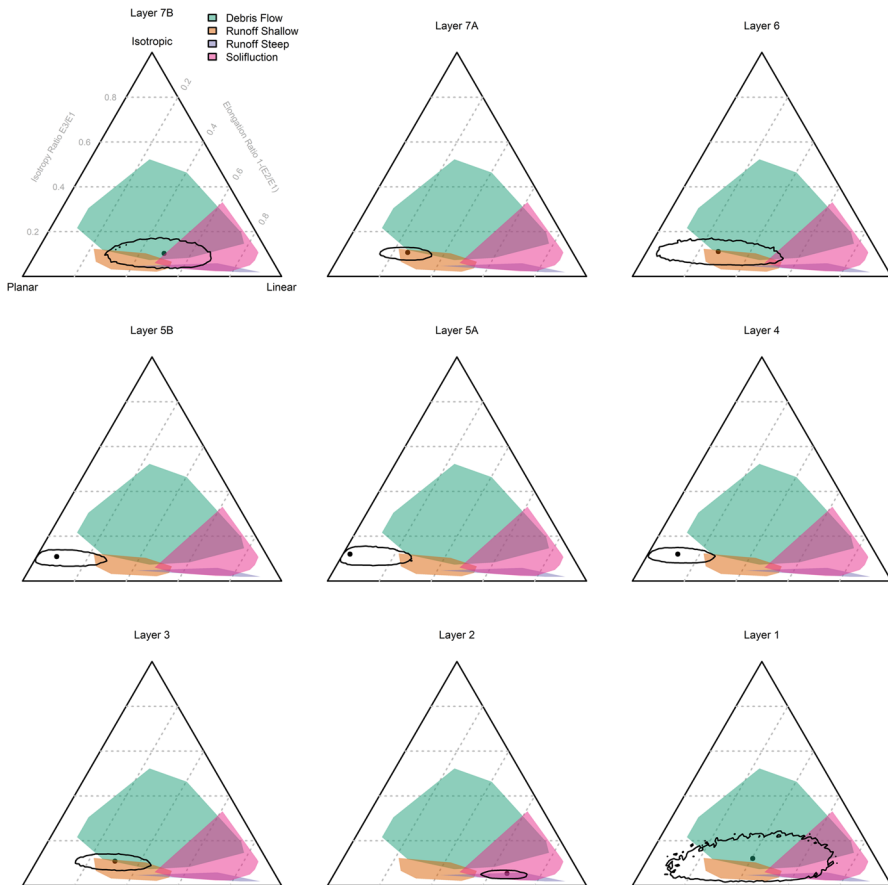 Layer 7B
Layer 7A
Layer 6
Debris Flow
Runoff Shallow
Runoff Steep
Solifluction
Isotropic
Isotropy Ratio E3/E1
Elongation Ratio 1-(E2/E1)
0.8
0.6
0.4
0.2
0.2
0.4
0.6
0.8
Planar
Linear
Layer 5B
Layer 5A
Layer 4
Layer 3
Layer 2
Layer 1